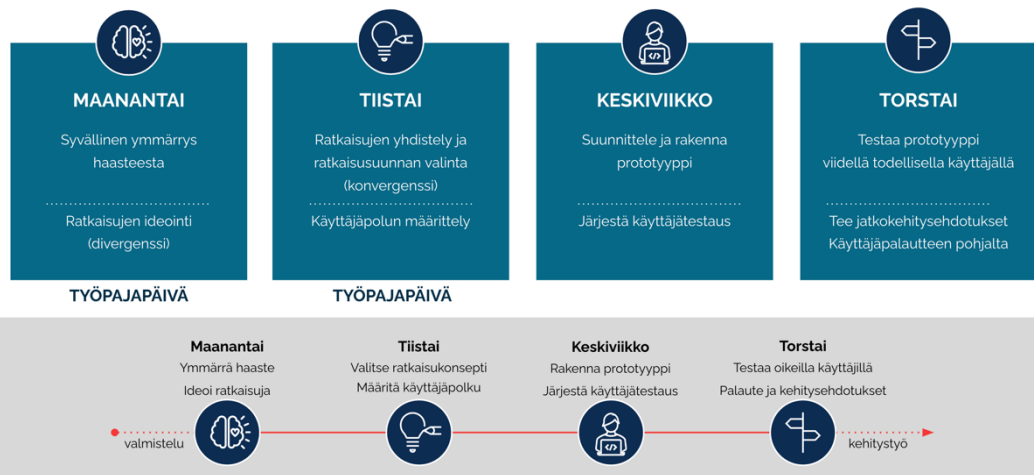 MAANANTAI
Syvällinen ymmärrys
haasteesta
Ratkaisujen ideointi
(divergenssi)
TYÖPAJAPÄIVÄ
TIISTAI
Ratkaisujen yhdistely ja
ratkaisusuunnan valinta
(konvergenssi)
Käyttäjäpolun määrittely
TYÖPAJAPÄIVÄ
KESKIVIIKKO
Suunnittele ja rakenna
prototyyppi
Järjestä käyttäjätestaus
TORSTAI
Testaa prototyyppi
viidellä todellisella käyttäjällä
Tee jatkokehitysehdotukset
Käyttäjäpalautteen pohjalta
Maanantai
Ymmärrä haaste
Ideoi ratkaisuja
Tiistai
Valitse ratkaisukonsepti
Määritä käyttäjäpolku
Keskiviikko
Rakenna prototyyppi
Järjestä käyttäjätestaus
Torstai
Testaa oikeilla käyttäjillä
Palaute ja kehitysehdotukset
valmistelu
</>
kehitystyö